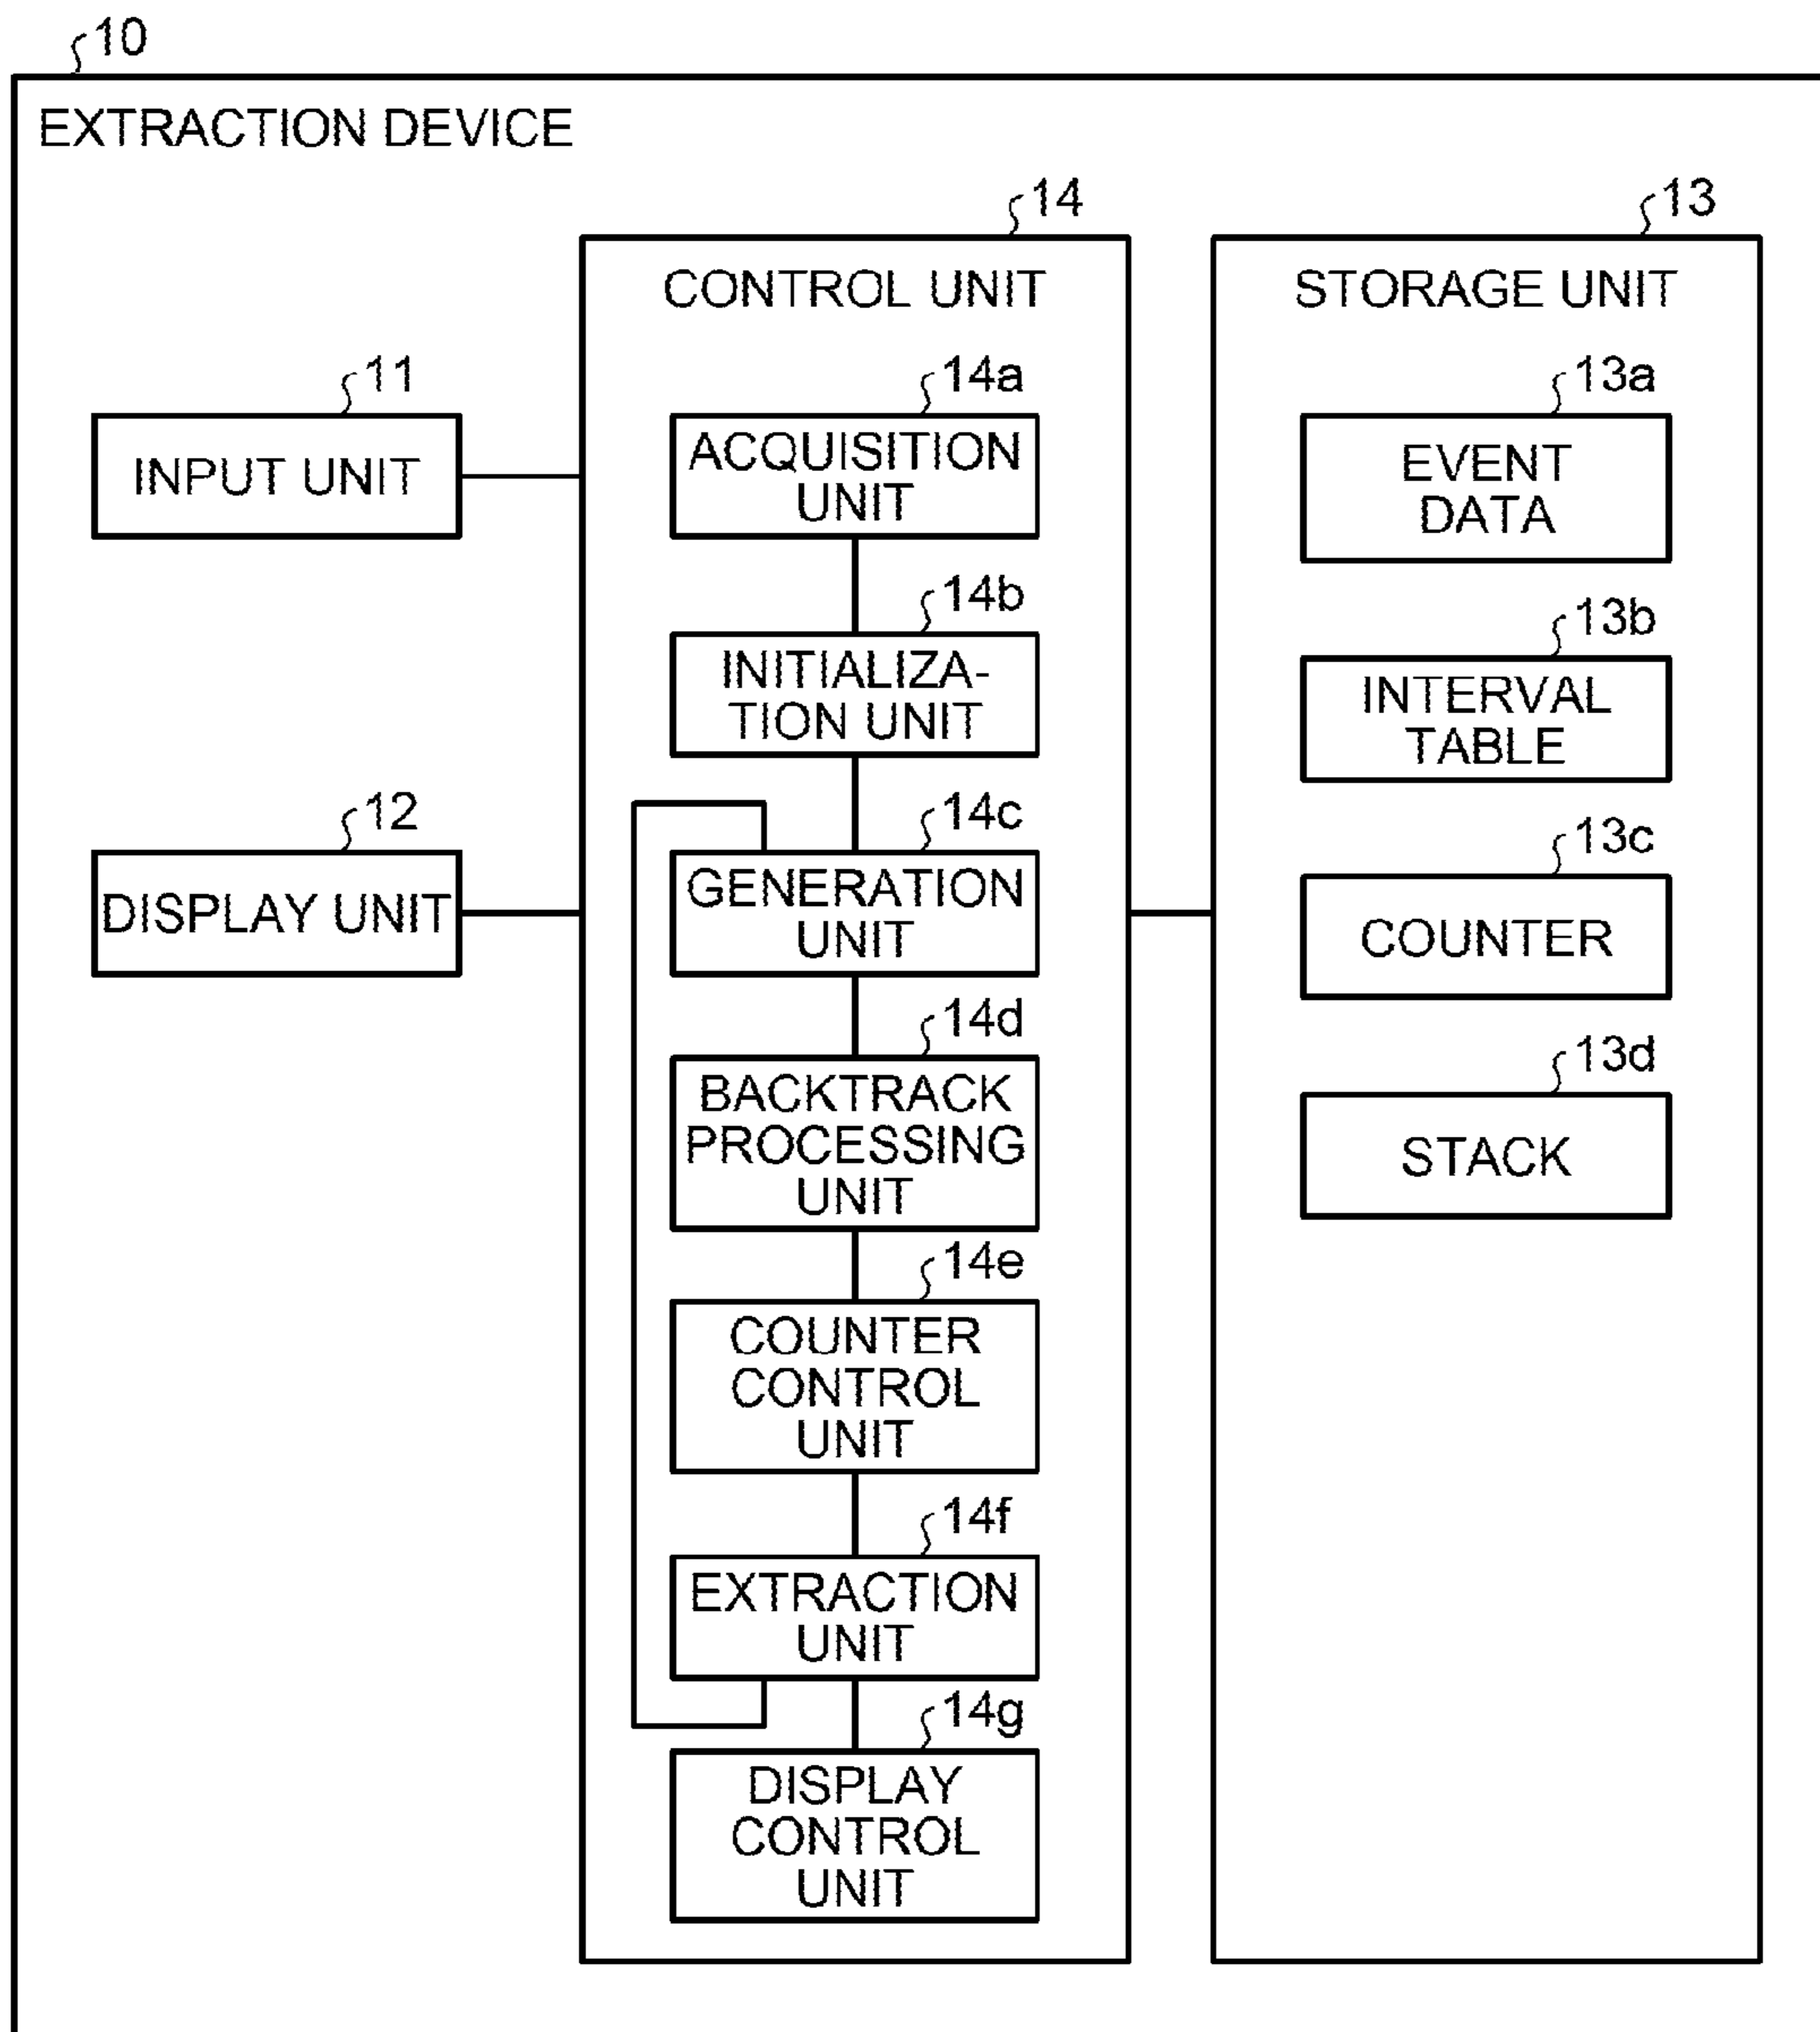 10
EXTRACTION DEVICE
11
INPUT UNIT
12
DISPLAY UNIT
14
CONTROL UNIT
14a
ACQUISITION
UNIT
14b
INITIALIZA-
TION UNIT
14c
GENERATION
UNIT
14d
BACKTRACK
PROCESSING
UNIT
14e
COUNTER
CONTROL
UNIT
14f
EXTRACTION
UNIT
14g
DISPLAY
CONTROL
UNIT
13
STORAGE UNIT
13a
EVENT
DATA
13b
INTERVAL
TABLE
13c
COUNTER
13d
STACK